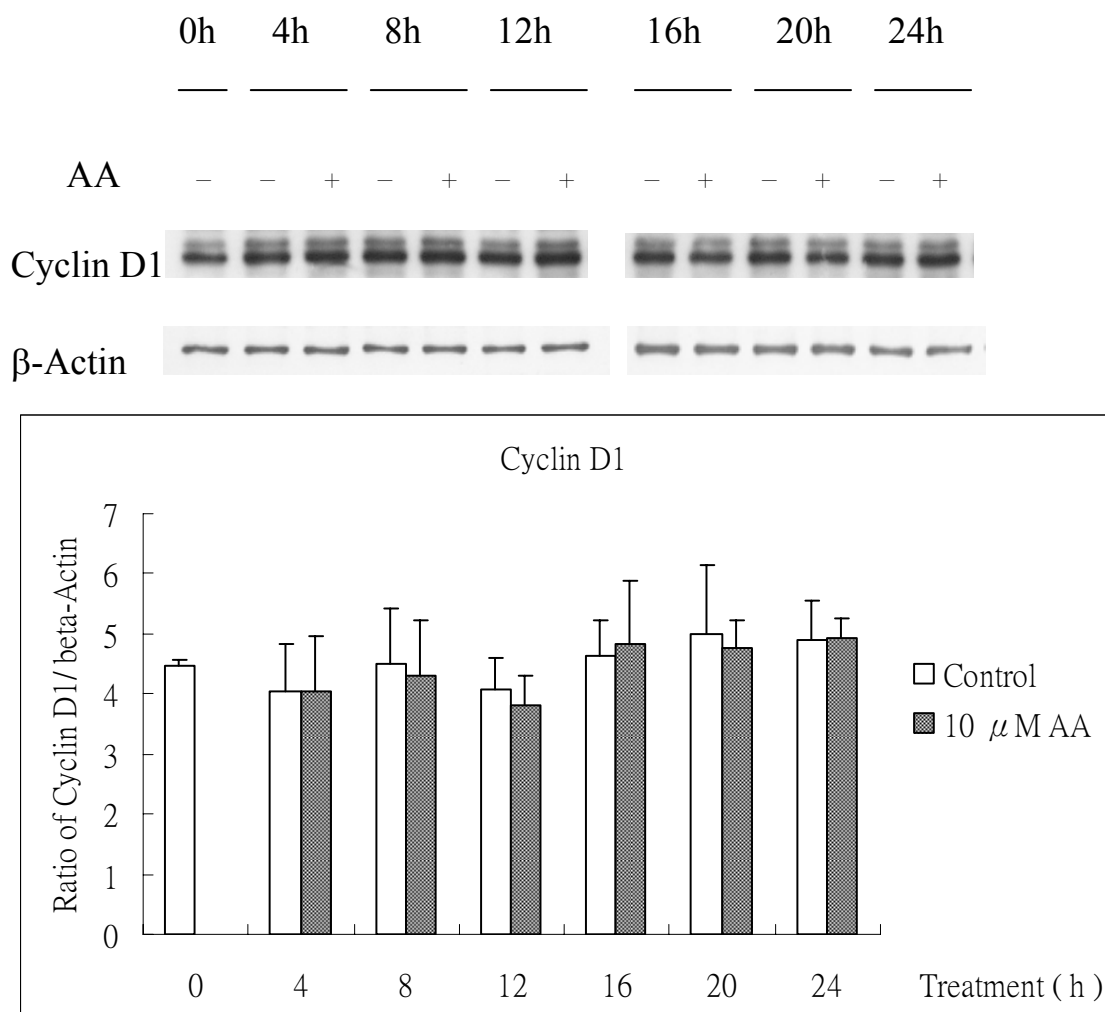 0h 4h 8h 12h 16h 20h 24h
AA − − + − + − + − + − + − +
Cyclin D1
β-Actin
Cyclin D1
Ratio of Cyclin D1/ beta-Actin
7
6
5
4
3
2
1
0
0 4 8 12 16 20 24 Treatment ( h )
Control
10 μM AA